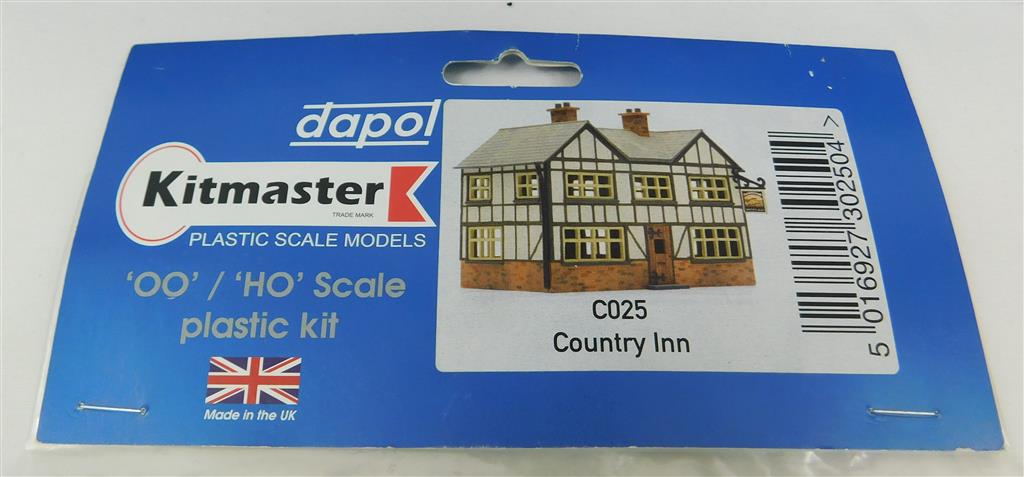 dapol
Kitmaster
TRADE MARK
PLASTIC SCALE MODELS
‘OO’ / ‘HO’ Scale
plastic kit
Made in the UK
C025
Country Inn
5 016927 302504 >